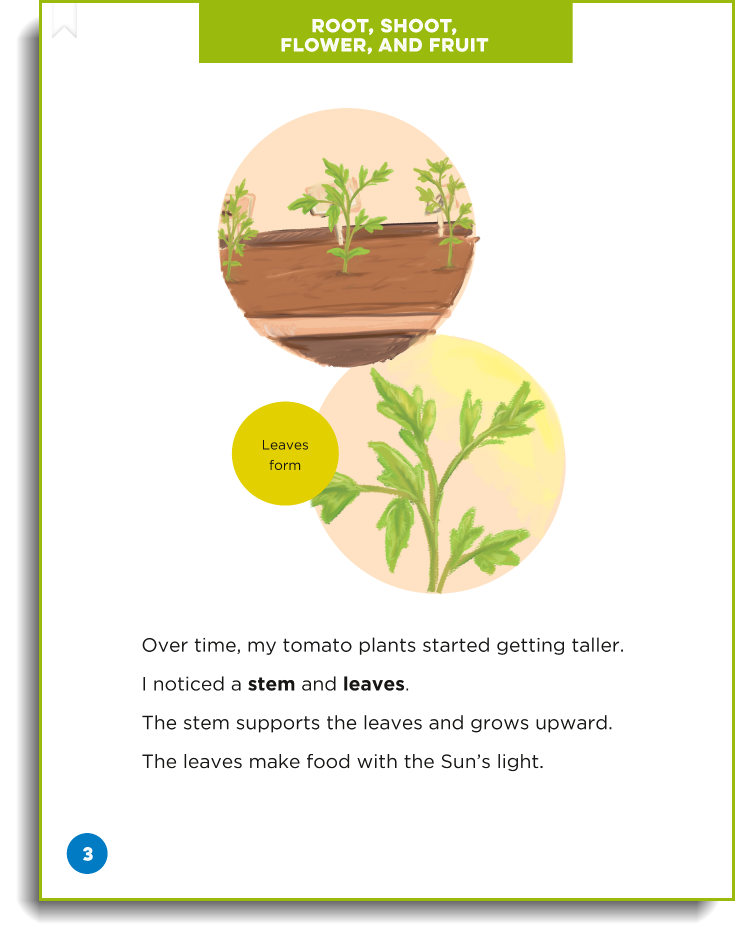 ROOT, SHOOT,
FLOWER, AND FRUIT
Leaves
form
Over time, my tomato plants started getting taller.
I noticed a stem and leaves.
The stem supports the leaves and grows upward.
The leaves make food with the Sun’s light.
3